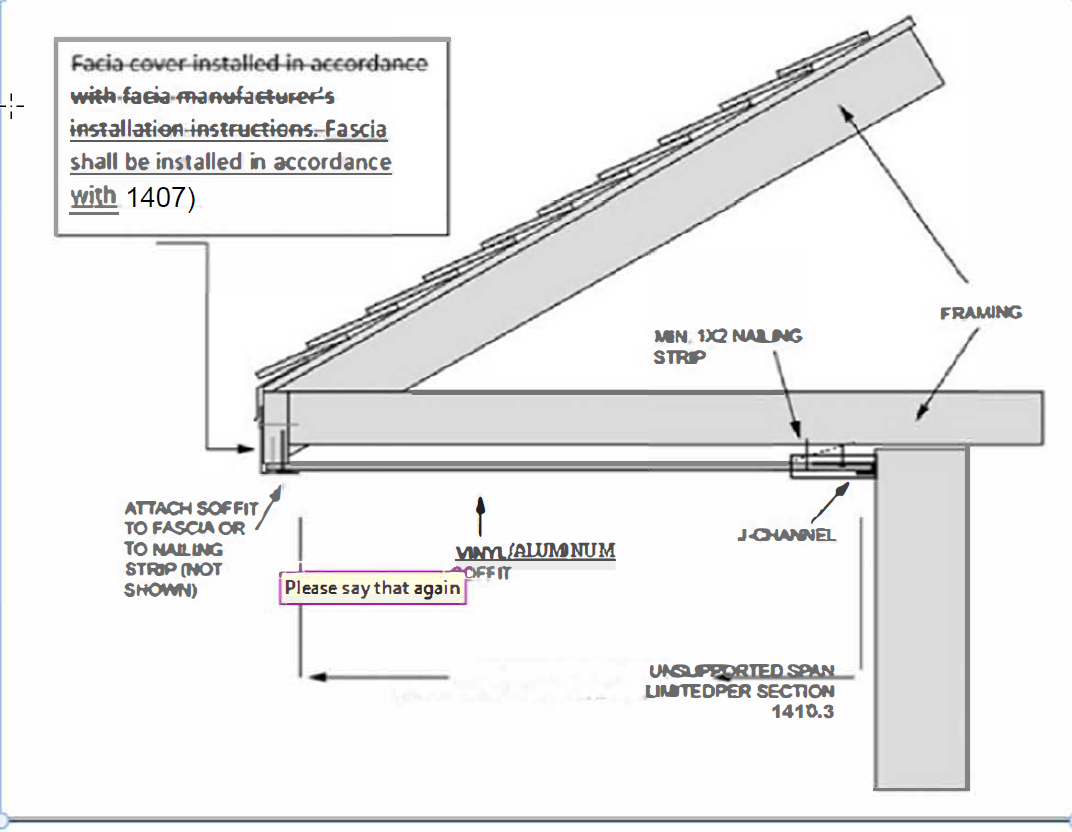 Facia cover installed in accordance
with facia manufacturer's
installation instructions. Fascia
shall be installed in accordance
with 1407)
FRAMING
MIN. 1X2 NAILING
STRIP
ATTACH SOFFIT
TO FASCIA OR
TO NAILING
STRIP (NOT
SHOWN)
VINYL/ALUMINUM
SOFFIT
J-CHANNEL
Please say that again
UNSUPPORTED SPAN
LIMITEDPER SECTION
1410.3